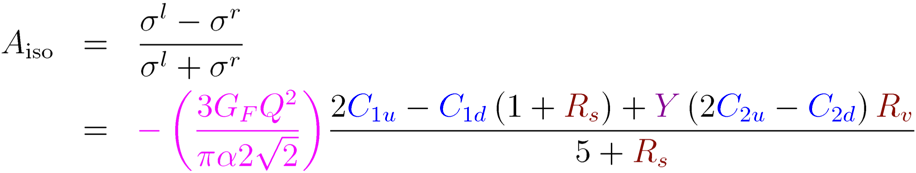 A_iso = (σ^l − σ^r) / (σ^l + σ^r)
= −(3G_F Q^2 / πα2√2) (2C_1u − C_1d (1 + R_s) + Y (2C_2u − C_2d) R_v) / (5 + R_s)